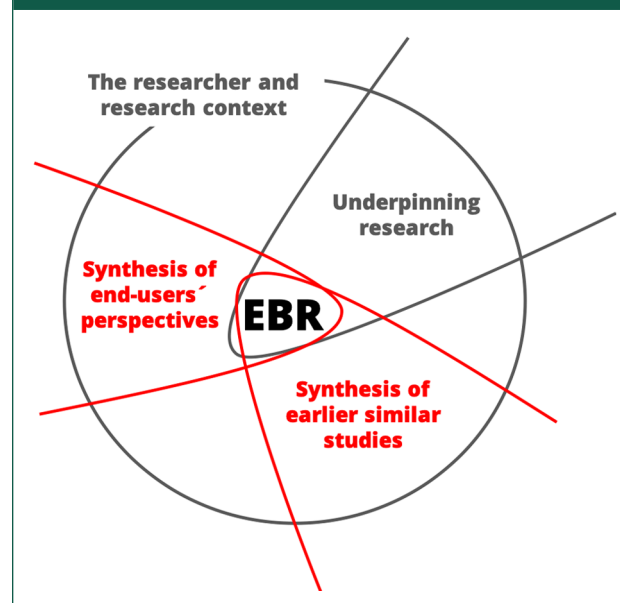 The researcher and
research context
Underpinning
research
Synthesis of
end-users´
perspectives
EBR
Synthesis of
earlier similar
studies